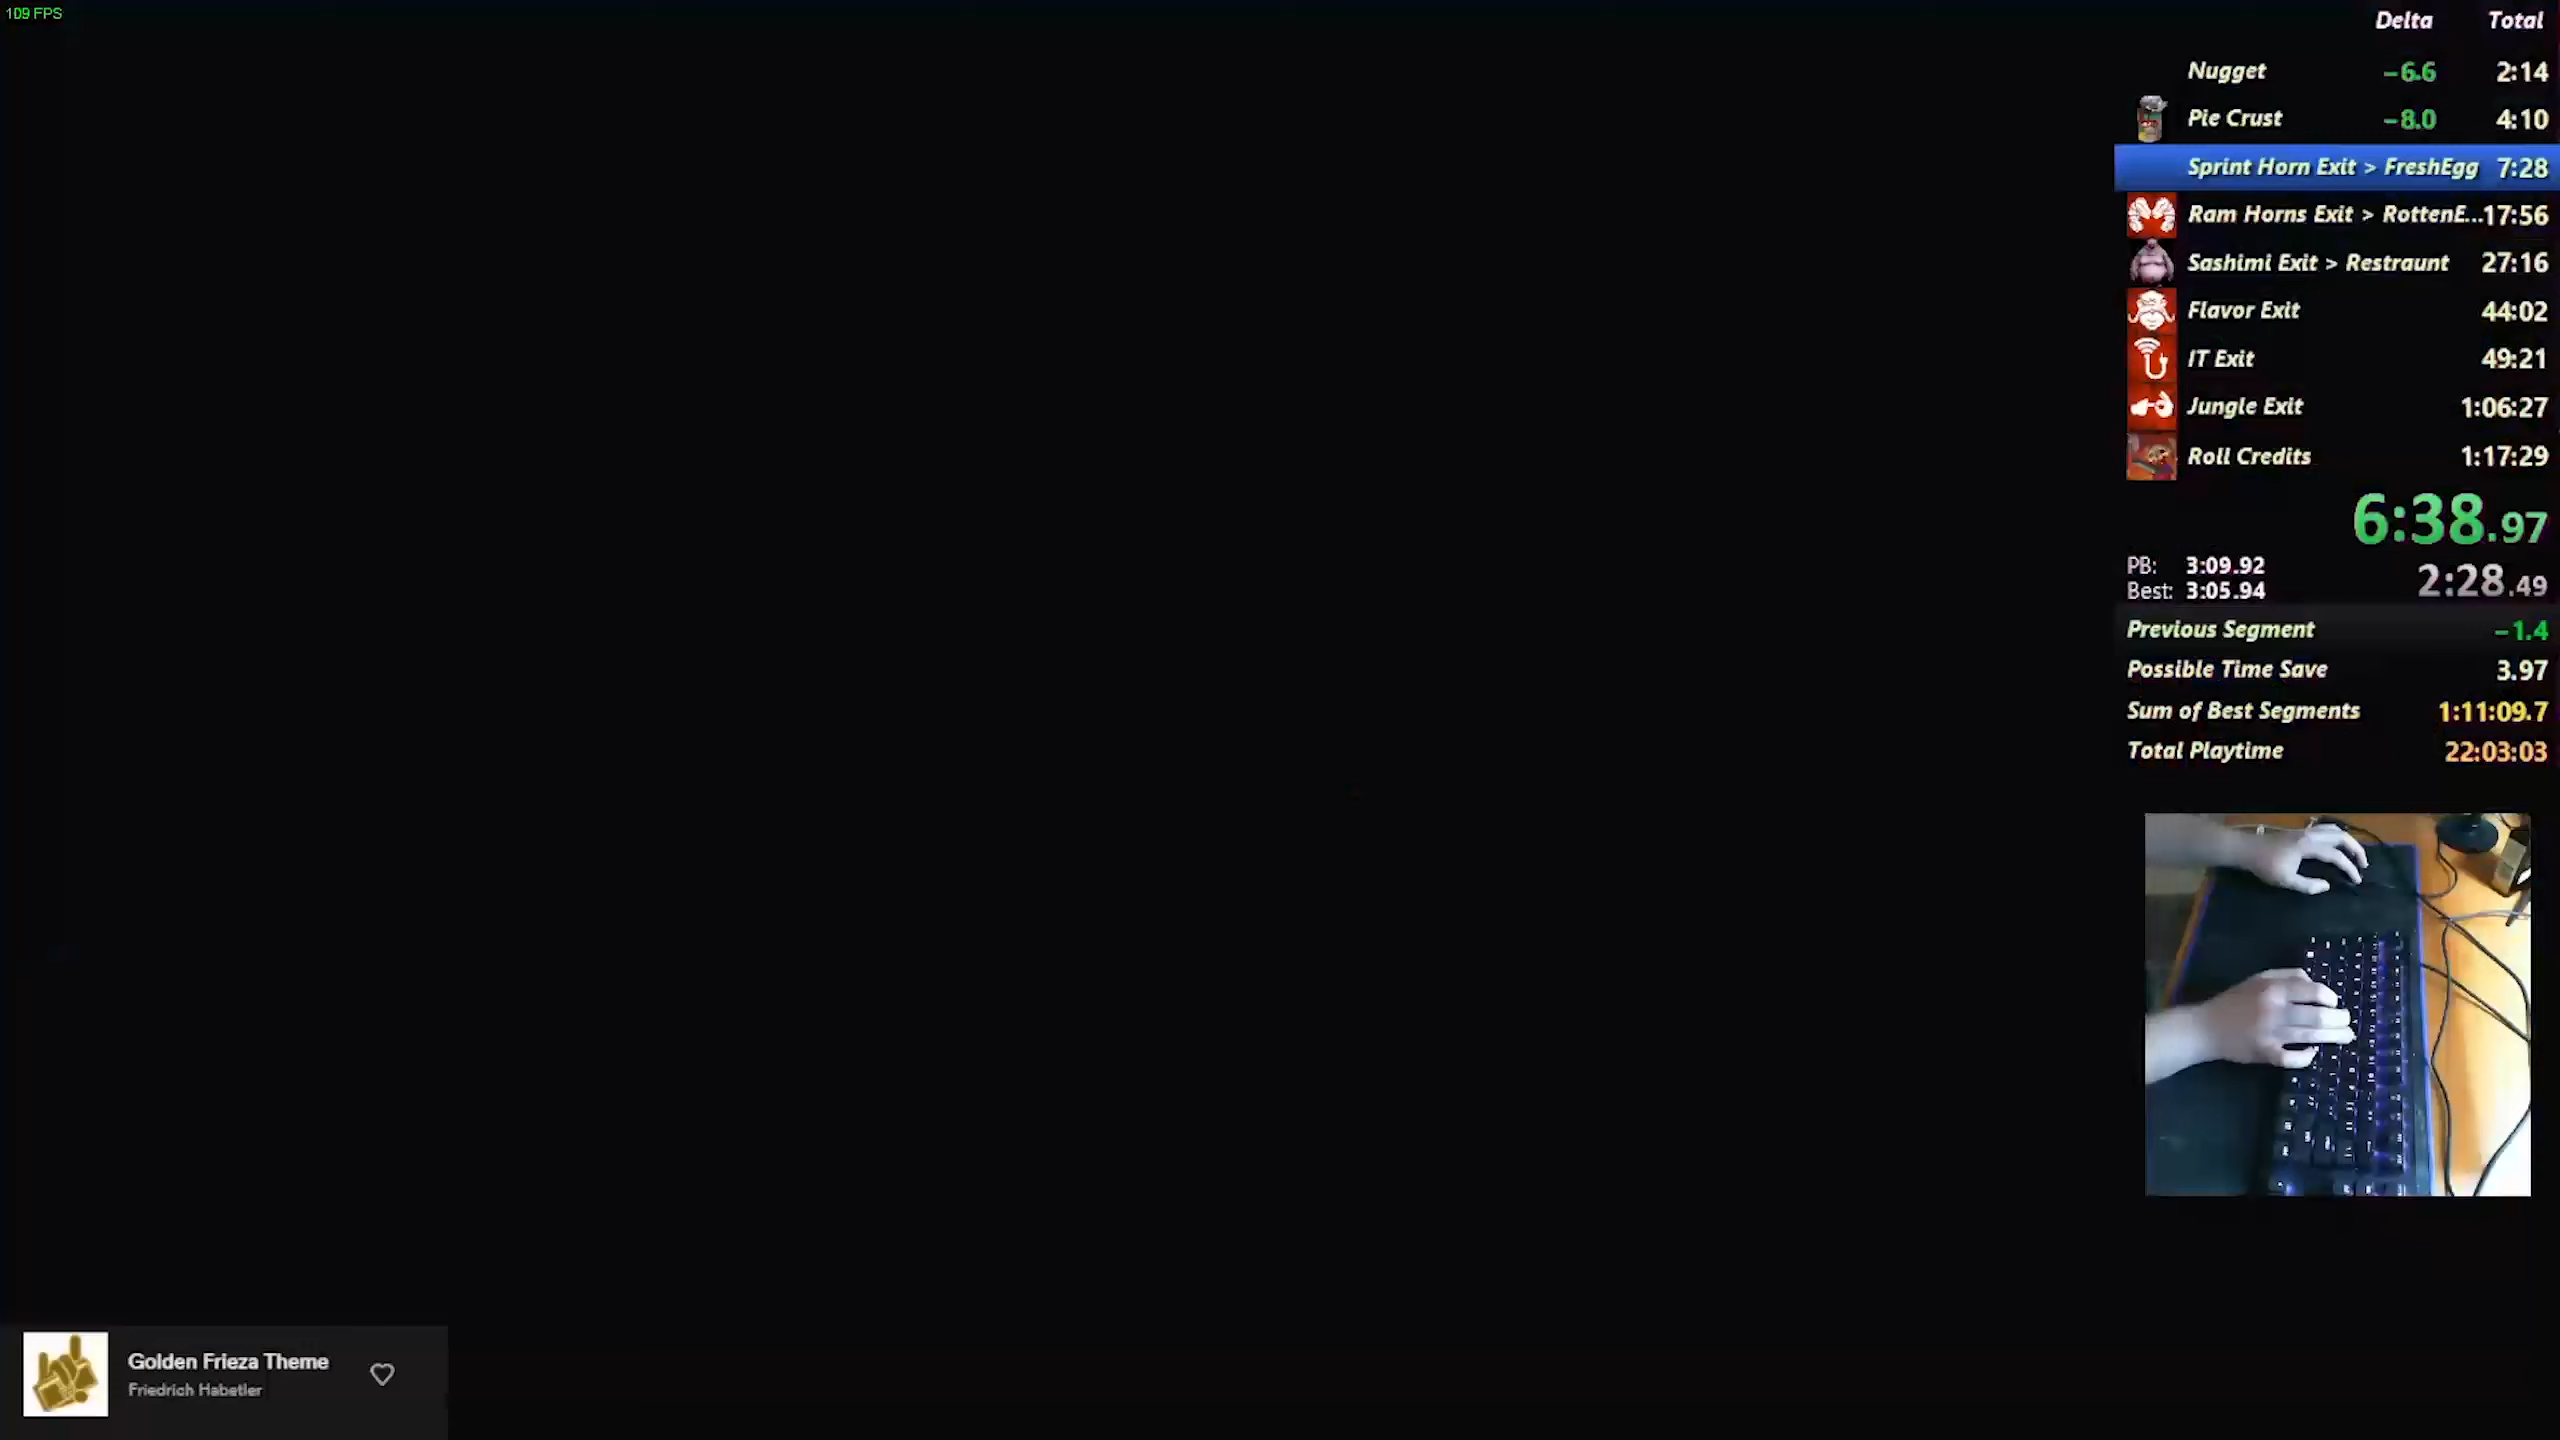 109 FPS
Delta Total
Nugget -6.6 2:14
Pie Crust -8.0 4:10
Sprint Horn Exit > FreshEgg 7:28
Ram Horns Exit > RottenE... 17:56
Sashimi Exit > Restraunt 27:16
Flavor Exit 44:02
IT Exit 49:21
Jungle Exit 1:06:27
Roll Credits 1:17:29
6:38.97
PB: 3:09.92
Best: 3:05.94
2:28.49
Previous Segment -1.4
Possible Time Save 3.97
Sum of Best Segments 1:11:09.7
Total Playtime 22:03:03
Golden Frieza Theme
Friedrich Habetler